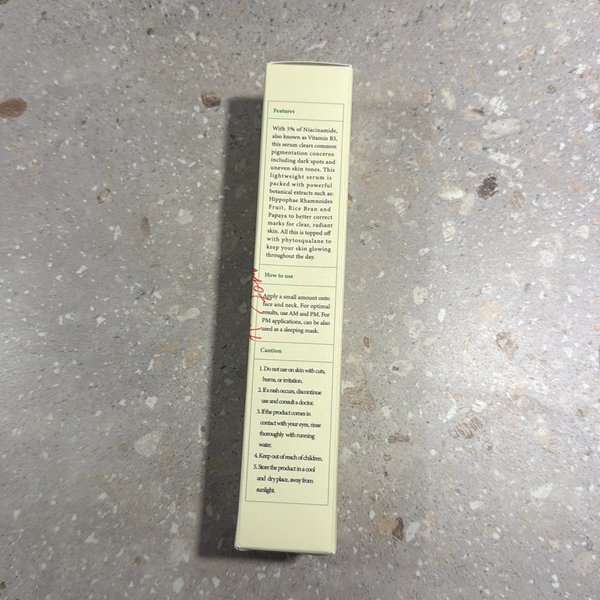 Features
With 5% of Niacinamide,
also known as Vitamin B3,
this serum clears common
pigmentation concerns
including dark spots and
uneven skin tones. This
lightweight serum is
packed with powerful
botanical extracts such as:
Hippophae Rhamnoides
Fruit, Rice Bran and
Papaya to better correct
marks for clear, radiant
skin. All this is topped off
with phytosqualane to
keep your skin glowing
throughout the day.
How to use
Apply a small amount onto
face and neck. For optimal
results, use AM and PM. For
PM applications, can be also
used as a sleeping mask.
Caution
1. Do not use on skin with cuts,
burns, or irritation.
2. If a rash occurs, discontinue
use and consult a doctor.
3. If the product comes in
contact with your eyes, rinse
thoroughly with running
water.
4. Keep out of reach of children.
5. Store the product in a cool
and dry place, away from
sunlight.